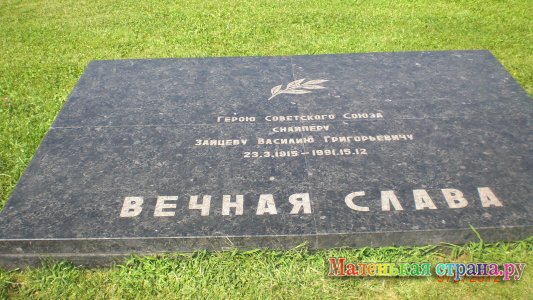 Герою Советского Союза
снайперу
Зайцеву Василию Григорьевичу
23.3.1915 – 1991.15.12
ВЕЧНАЯ СЛАВА
Маленькая страна.ру